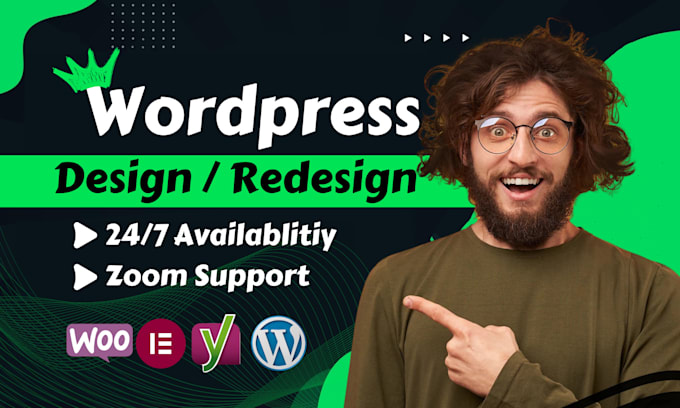 Wordpress
Design / Redesign
24/7 Availablitiy
Zoom Support
WOO
y
W